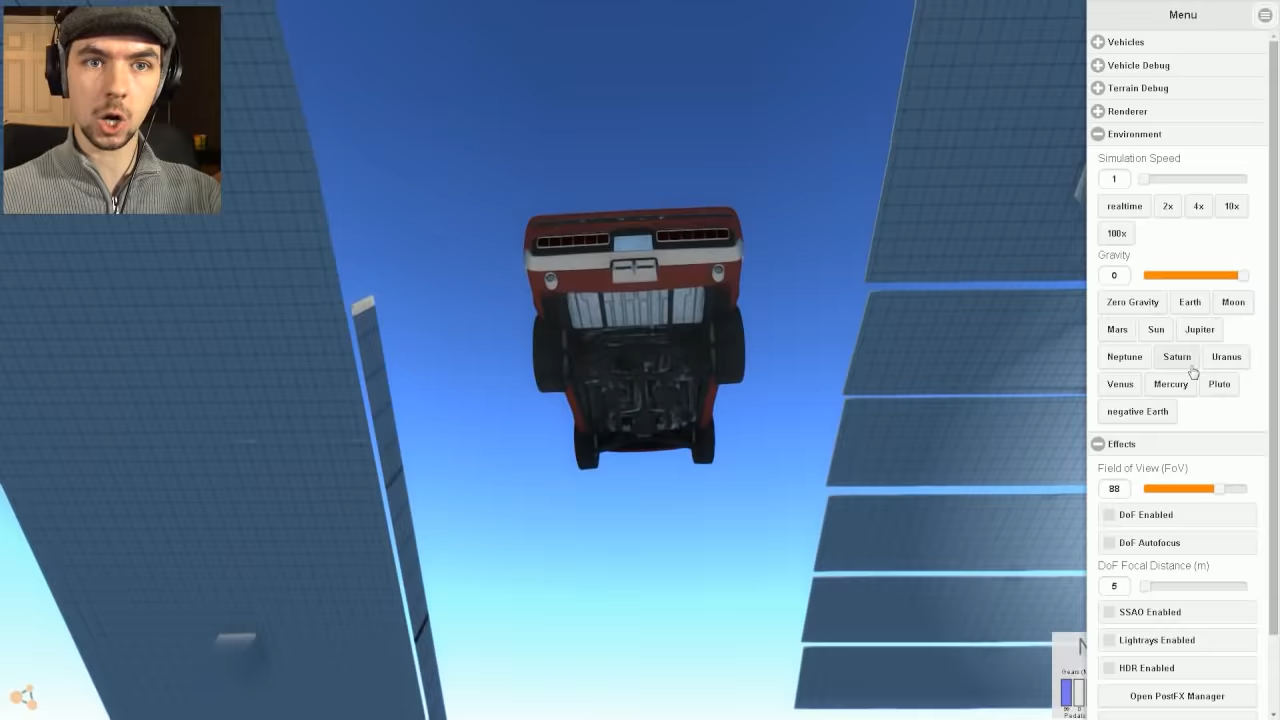 Menu
Vehicles
Vehicle Debug
Terrain Debug
Renderer
Environment
Simulation Speed
1
realtime 2x 4x 10x
100x
Gravity
0
Zero Gravity Earth Moon
Mars Sun Jupiter
Neptune Saturn Uranus
Venus Mercury Pluto
negative Earth
Effects
Field of View (FoV)
88
DoF Enabled
DoF Autofocus
DoF Focal Distance (m)
5
SSAO Enabled
Lightrays Enabled
HDR Enabled
Open PostFX Manager
N